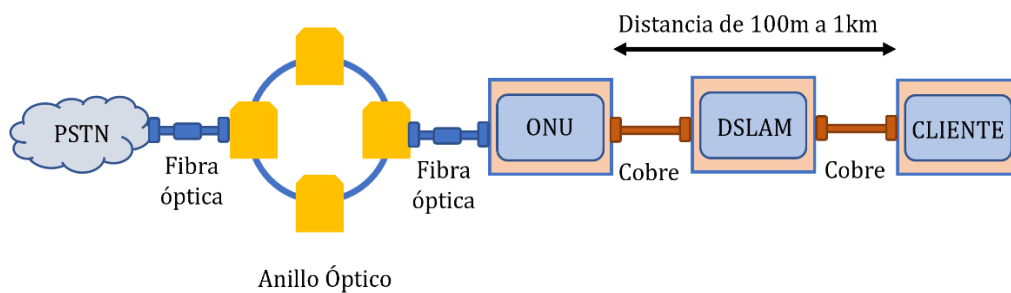 Distancia de 100m a 1km
PSTN
Fibra
óptica
Fibra
óptica
ONU
Cobre
DSLAM
Cobre
CLIENTE
Anillo Óptico